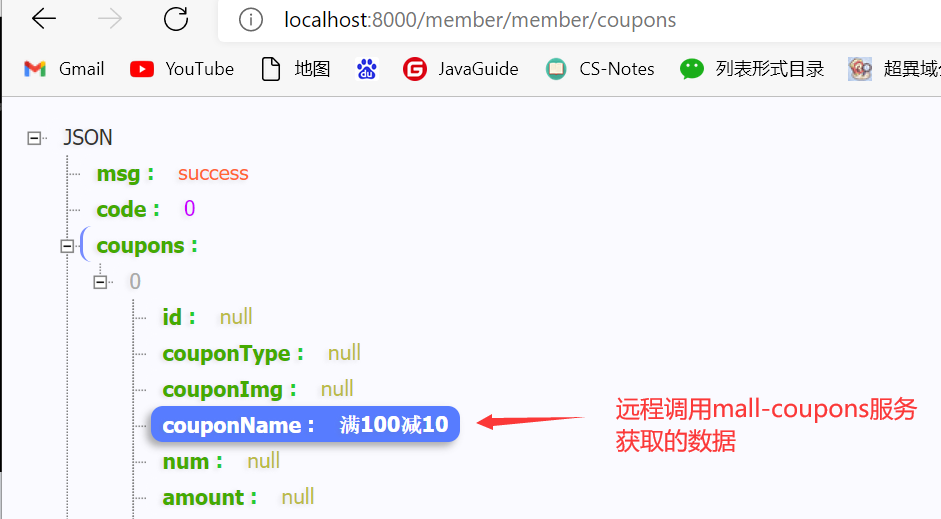 localhost:8000/member/member/coupons
Gmail YouTube 地图 JavaGuide CS-Notes 列表形式目录 超異域
JSON
msg : success
code : 0
coupons :
0
id : null
couponType : null
couponImg : null
couponName : 满100减10
远程调用mall-coupons服务
获取的数据
num : null
amount : null